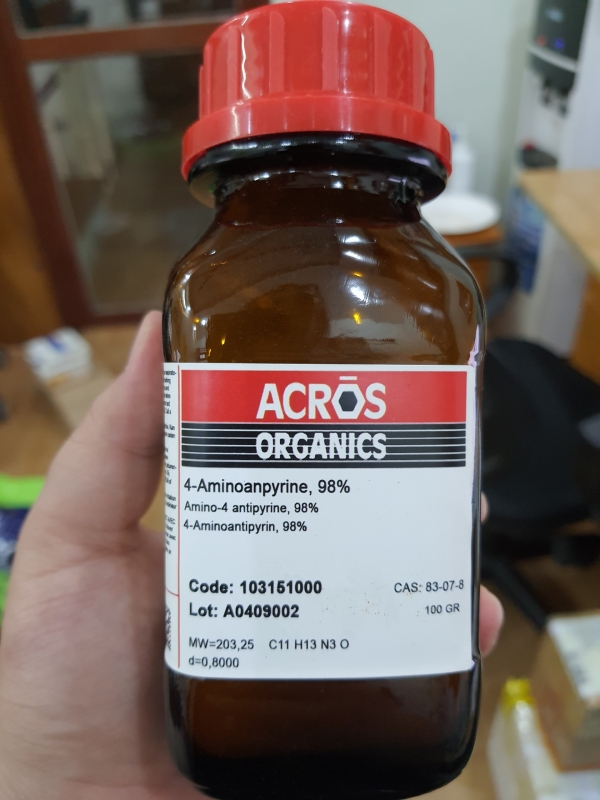 ACRŌS
ORGANICS
4-Aminoanpyrine, 98%
Amino-4 antipyrine, 98%
4-Aminoantipyrin, 98%
Code: 103151000 CAS: 83-07-8
Lot: A0409002 100 GR
MW=203,25 C11 H13 N3 O
d=0,8000